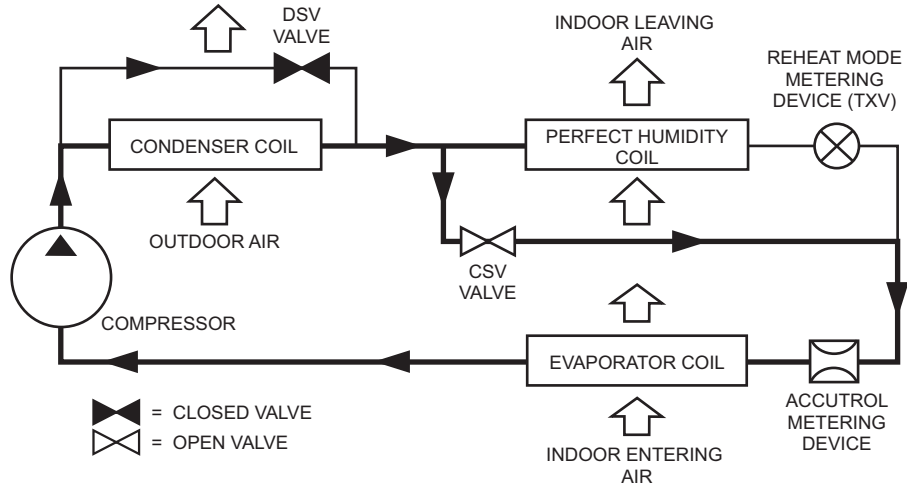 DSV
VALVE
INDOOR LEAVING
AIR
REHEAT MODE
METERING
DEVICE (TXV)
CONDENSER COIL
PERFECT HUMIDITY
COIL
OUTDOOR AIR
CSV
VALVE
COMPRESSOR
EVAPORATOR COIL
ACCUTROL
METERING
DEVICE
= CLOSED VALVE
= OPEN VALVE
INDOOR ENTERING
AIR